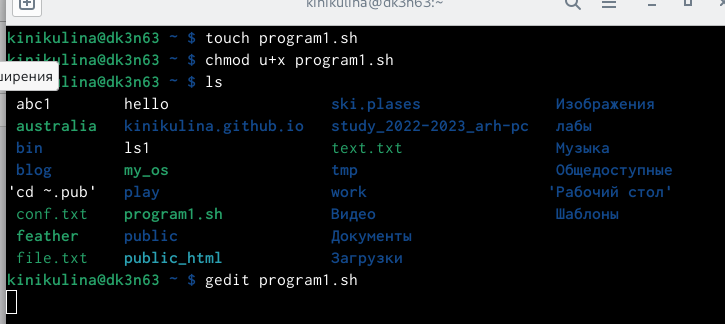 kinikulina@dk3n63:~
kinikulina@dk3n63 ~ $ touch program1.sh
kinikulina@dk3n63 ~ $ chmod u+x program1.sh
ширения
kulina@dk3n63 ~ $ ls
abc1 hello ski.plases Изображения
australia kinikulina.github.io study_2022-2023_arh-pc лабы
bin ls1 text.txt Музыка
blog my_os tmp Общедоступные
'cd ~.pub' play work 'Рабочий стол'
conf.txt program1.sh Видео Шаблоны
feather public Документы
file.txt public_html Загрузки
kinikulina@dk3n63 ~ $ gedit program1.sh